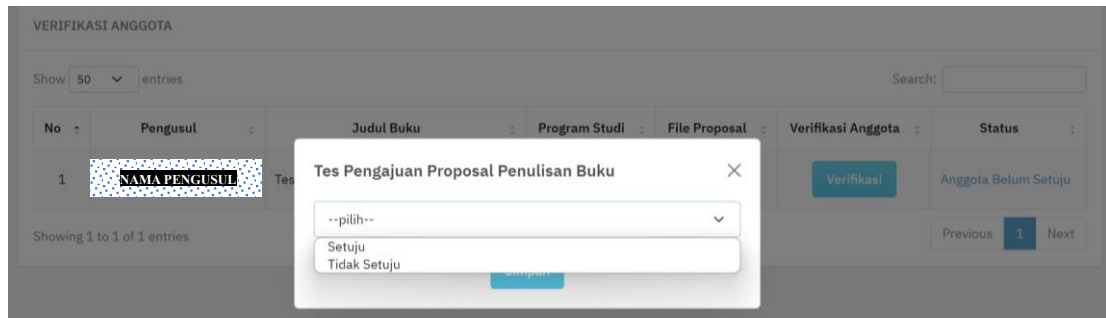 VERIFIKASI ANGGOTA
Show 50 entries
Search:
No Pengusul Judul Buku Program Studi File Proposal Verifikasi Anggota Status
1 NAMA PENGUSUL Tes Verifikasi Anggota Belum Setuju
Tes Pengajuan Proposal Penulisan Buku
--pilih--
Setuju
Tidak Setuju
Simpan
Showing 1 to 1 of 1 entries
Previous 1 Next